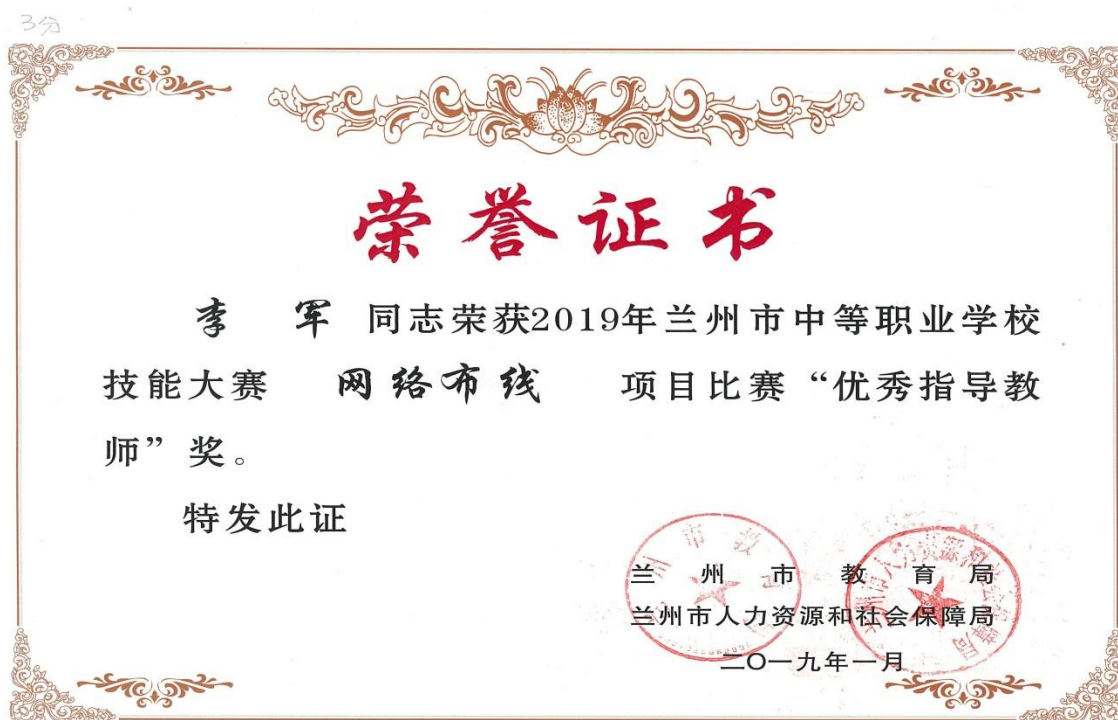 3分
荣誉证书
李 军 同志荣获2019年兰州市中等职业学校
技能大赛 网络布线 项目比赛“优秀指导教
师”奖。
特发此证
兰州市教育局
兰州市人力资源和社会保障局
二〇一九年一月